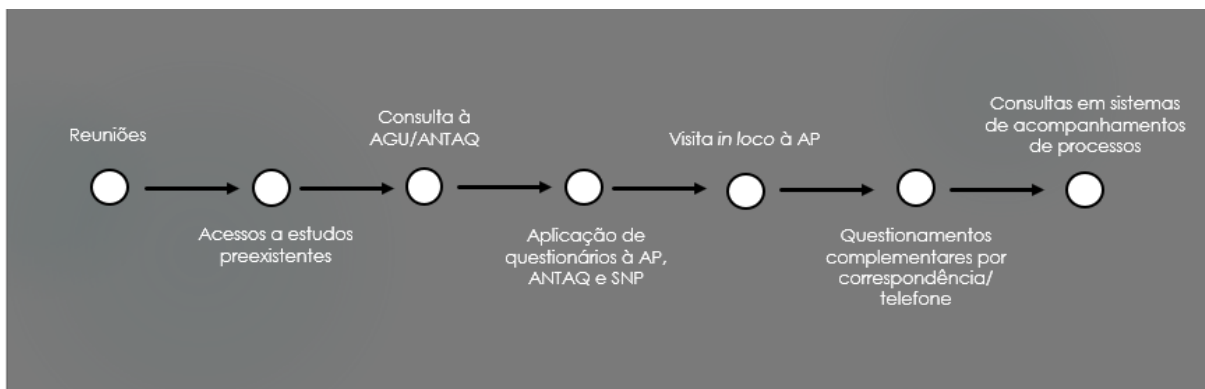 Reuniões
Acessos a estudos
preexistentes
Consulta à
AGU/ANTAQ
Aplicação de
questionários à AP,
ANTAQ e SNP
Visita in loco à AP
Questionamentos
complementares por
correspondência/
telefone
Consultas em sistemas
de acompanhamentos
de processos